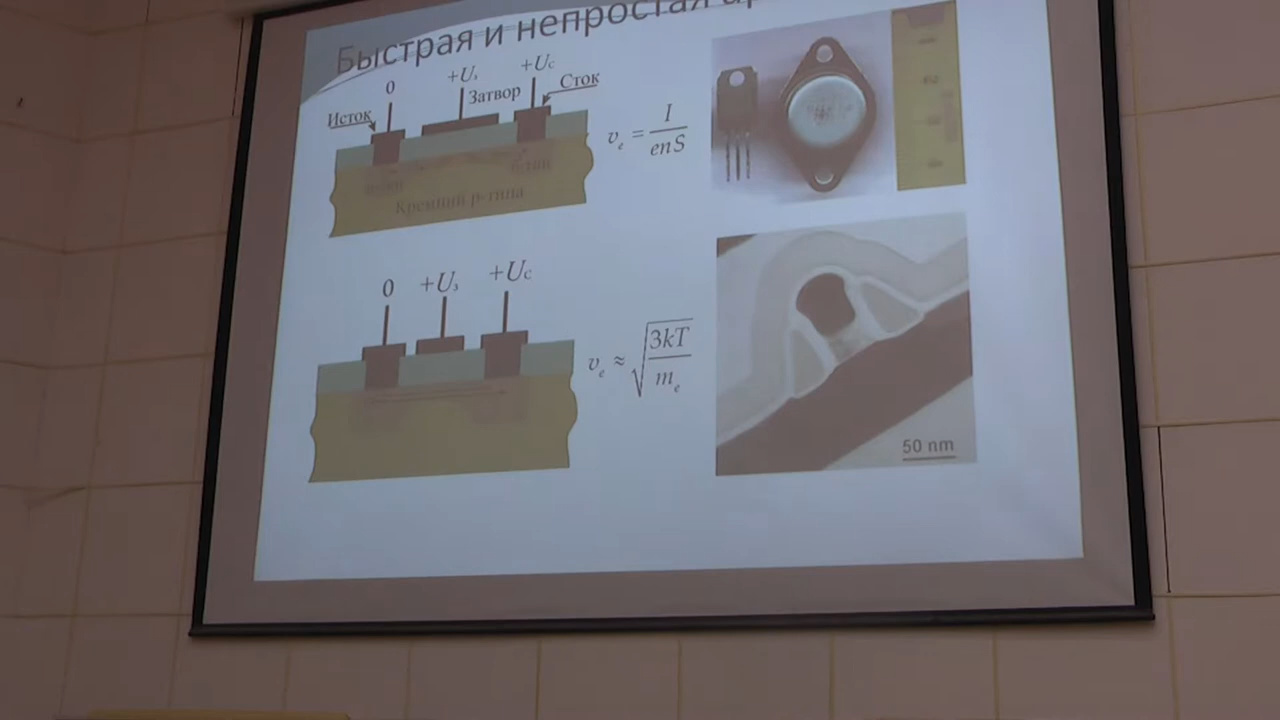 Быстрая и непростая
0
+Uз
+Uс
Исток
Затвор
Сток
n-тип
Кремний p-типа
vₑ = I / enS
0
+Uз
+Uс
vₑ ≈ √(3kT / mₑ)
50 nm